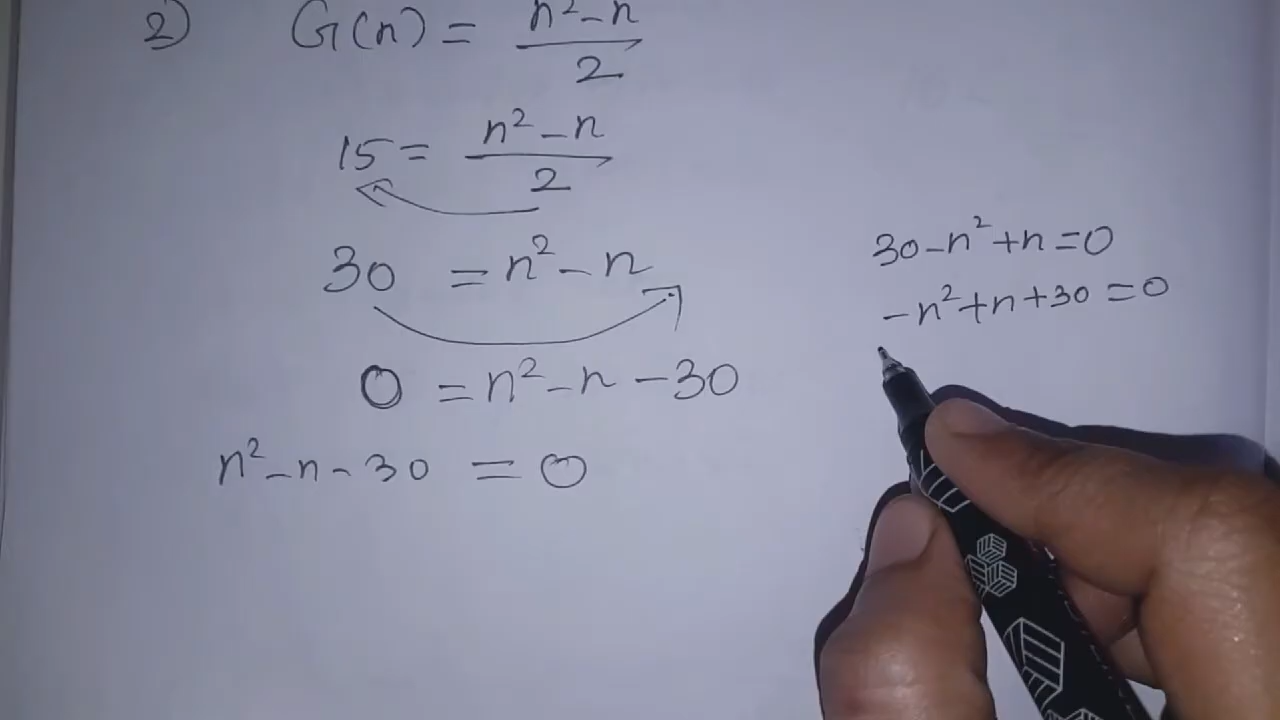 2) G(n) = n²-n/2
15 = n²-n/2
30 = n²-n
0 = n²-n-30
n²-n-30 = 0
30-n²+n=0
-n²+n+30=0